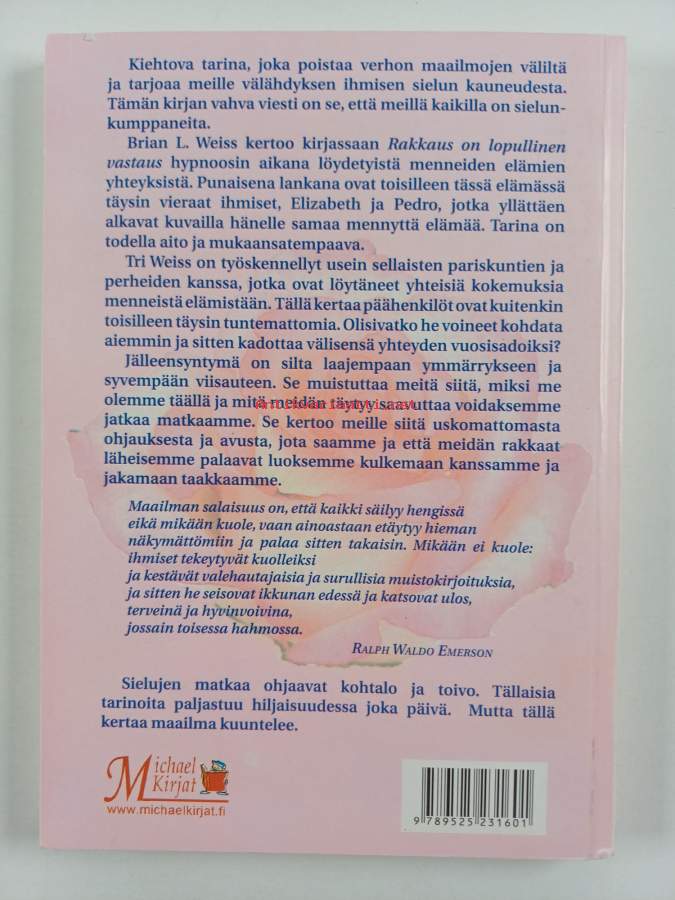 Kiehtova tarina, joka poistaa verhon maailmojen väliltä
ja tarjoaa meille välähdyksen ihmisen sielun kauneudesta.
Tämän kirjan vahva viesti on se, että meillä kaikilla on sielun-
kumppaneita.
Brian L. Weiss kertoo kirjassaan Rakkaus on lopullinen
vastaus hypnoosin aikana löydetyistä menneiden elämien
yhteyksistä. Punaisena lankana ovat toisilleen tässä elämässä
täysin vieraat ihmiset, Elizabeth ja Pedro, jotka yllättäen
alkavat kuvailla hänelle samaa mennyttä elämää. Tarina on
todella aito ja mukaansatempaava.
Tri Weiss on työskennellyt usein sellaisten pariskuntien ja
perheiden kanssa, jotka ovat löytäneet yhteisiä kokemuksia
menneistä elämistään. Tällä kertaa päähenkilöt ovat kuitenkin
toisilleen täysin tuntemattomia. Olisivatko he voineet kohdata
aiemmin ja sitten kadottaa välisensä yhteyden vuosisadoiksi?
Jälleensyntymä on silta laajempaan ymmärrykseen ja
syvempään viisauteen. Se muistuttaa meitä siitä, miksi me
olemme täällä ja mitä meidän täytyy saavuttaa voidaksemme
jatkaa matkaamme. Se kertoo meille siitä uskomattomasta
ohjauksesta ja avusta, jota saamme ja että meidän rakkaat
läheisemme palaavat luoksemme kulkemaan kanssamme ja
jakamaan taakkaamme.
Maailman salaisuus on, että kaikki säilyy hengissä
eikä mikään kuole, vaan ainoastaan etäytyy hieman
näkymättömiin ja palaa sitten takaisin. Mikään ei kuole:
ihmiset tekeytyvät kuolleiksi
ja kestävät valehautajaisia ja surullisia muistokirjoituksia,
ja sitten he seisovat ikkunan edessä ja katsovat ulos,
terveinä ja hyvinvoivina,
jossain toisessa hahmossa.
RALPH WALDO EMERSON
Sielujen matkaa ohjaavat kohtalo ja toivo. Tällaisia
tarinoita paljastuu hiljaisuudessa joka päivä. Mutta tällä
kertaa maailma kuuntelee.
Michael
Kirjat
www.michaelkirjat.fi
9 789525 231601